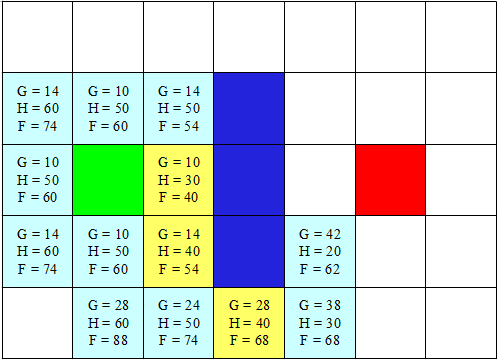 G = 14
H = 60
F = 74
G = 10
H = 50
F = 60
G = 14
H = 50
F = 54
G = 10
H = 50
F = 60
G = 10
H = 30
F = 40
G = 14
H = 60
F = 74
G = 10
H = 50
F = 60
G = 14
H = 40
F = 54
G = 42
H = 20
F = 62
G = 28
H = 60
F = 88
G = 24
H = 50
F = 74
G = 28
H = 40
F = 68
G = 38
H = 30
F = 68